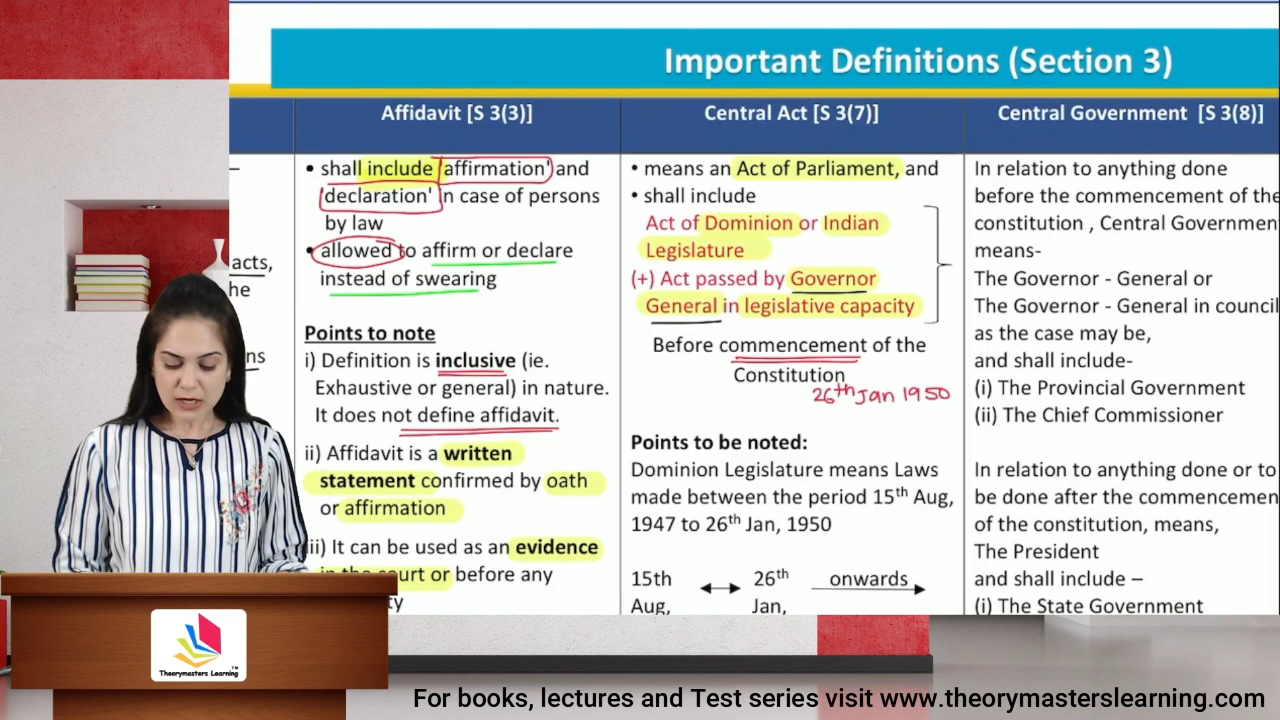 Important Definitions (Section 3)
acts,
he
ns
Affidavit [S 3(3)]
• shall include 'affirmation' and
'declaration' in case of persons
by law
• allowed to affirm or declare
instead of swearing
Points to note
i) Definition is inclusive (ie.
Exhaustive or general) in nature.
It does not define affidavit.
ii) Affidavit is a written
statement confirmed by oath
or affirmation
iii) It can be used as an evidence
in the court or before any
ty
Central Act [S 3(7)]
• means an Act of Parliament, and
• shall include
Act of Dominion or Indian
Legislature
(+) Act passed by Governor
General in legislative capacity
Before commencement of the
Constitution
26th Jan 1950
Points to be noted:
Dominion Legislature means Laws
made between the period 15th Aug,
1947 to 26th Jan, 1950
15th 26th onwards
Aug, Jan,
Central Government [S 3(8)]
In relation to anything done
before the commencement of the
constitution , Central Governmen
means-
The Governor - General or
The Governor - General in council
as the case may be,
and shall include-
(i) The Provincial Government
(ii) The Chief Commissioner
In relation to anything done or to
be done after the commencemen
of the constitution, means,
The President
and shall include –
(i) The State Government
Theorymasters Learning™
For books, lectures and Test series visit www.theorymasterslearning.com